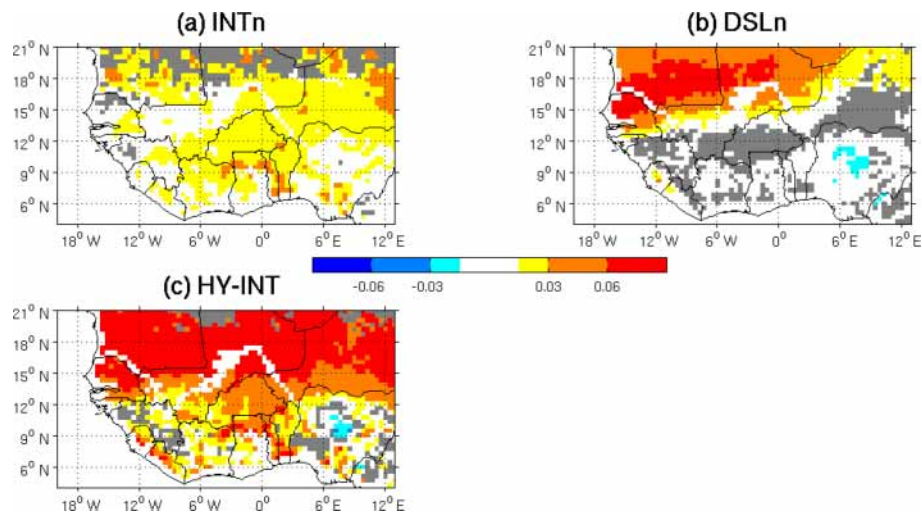 (a) INTn
21° N
18° N
15° N
12° N
9° N
6° N
18° W 12° W 6° W 0° 6° E 12° E
(b) DSLn
21° N
18° N
15° N
12° N
9° N
6° N
18° W 12° W 6° W 0° 6° E 12° E
-0.06 -0.03 0.03 0.06
(c) HY-INT
21° N
18° N
15° N
12° N
9° N
6° N
18° W 12° W 6° W 0° 6° E 12° E